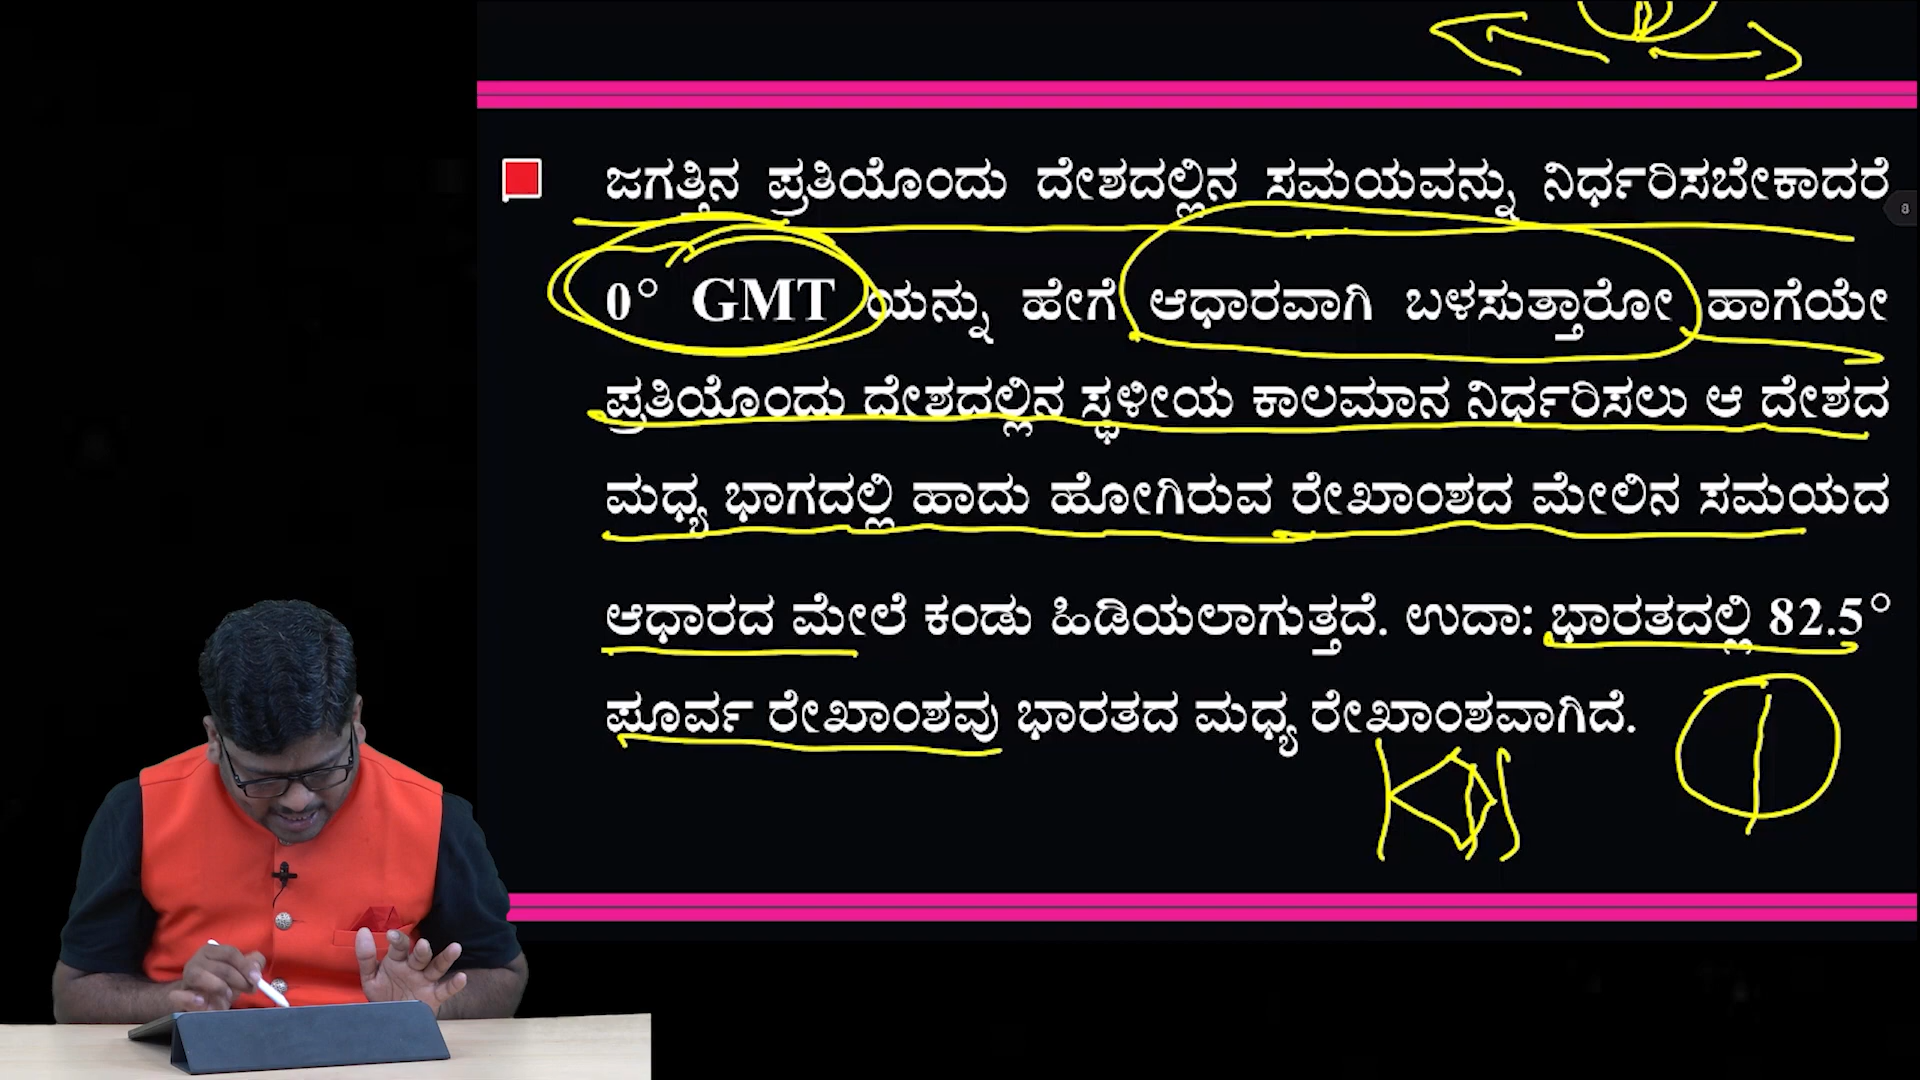 ಜಗತ್ತಿನ ಪ್ರತಿಯೊಂದು ದೇಶದಲ್ಲಿನ ಸಮಯವನ್ನು ನಿರ್ಧರಿಸಬೇಕಾದರೆ
0° GMT ಯನ್ನು ಹೇಗೆ ಆಧಾರವಾಗಿ ಬಳಸುತ್ತಾರೋ ಹಾಗೆಯೇ
ಪ್ರತಿಯೊಂದು ದೇಶದಲ್ಲಿನ ಸ್ಥಳೀಯ ಕಾಲಮಾನ ನಿರ್ಧರಿಸಲು ಆ ದೇಶದ
ಮಧ್ಯ ಭಾಗದಲ್ಲಿ ಹಾದು ಹೋಗಿರುವ ರೇಖಾಂಶದ ಮೇಲಿನ ಸಮಯದ
ಆಧಾರದ ಮೇಲೆ ಕಂಡು ಹಿಡಿಯಲಾಗುತ್ತದೆ. ಉದಾ: ಭಾರತದಲ್ಲಿ 82.5°
ಪೂರ್ವ ರೇಖಾಂಶವು ಭಾರತದ ಮಧ್ಯ ರೇಖಾಂಶವಾಗಿದೆ.
8